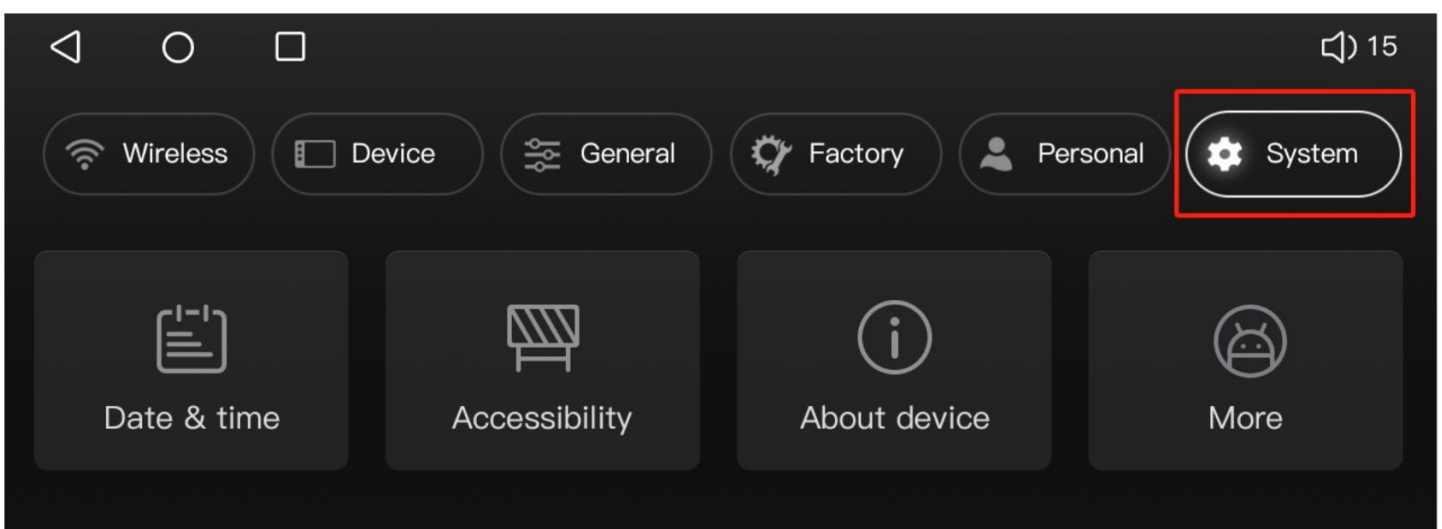 15
Wireless
Device
General
Factory
Personal
System
Date & time
Accessibility
About device
More